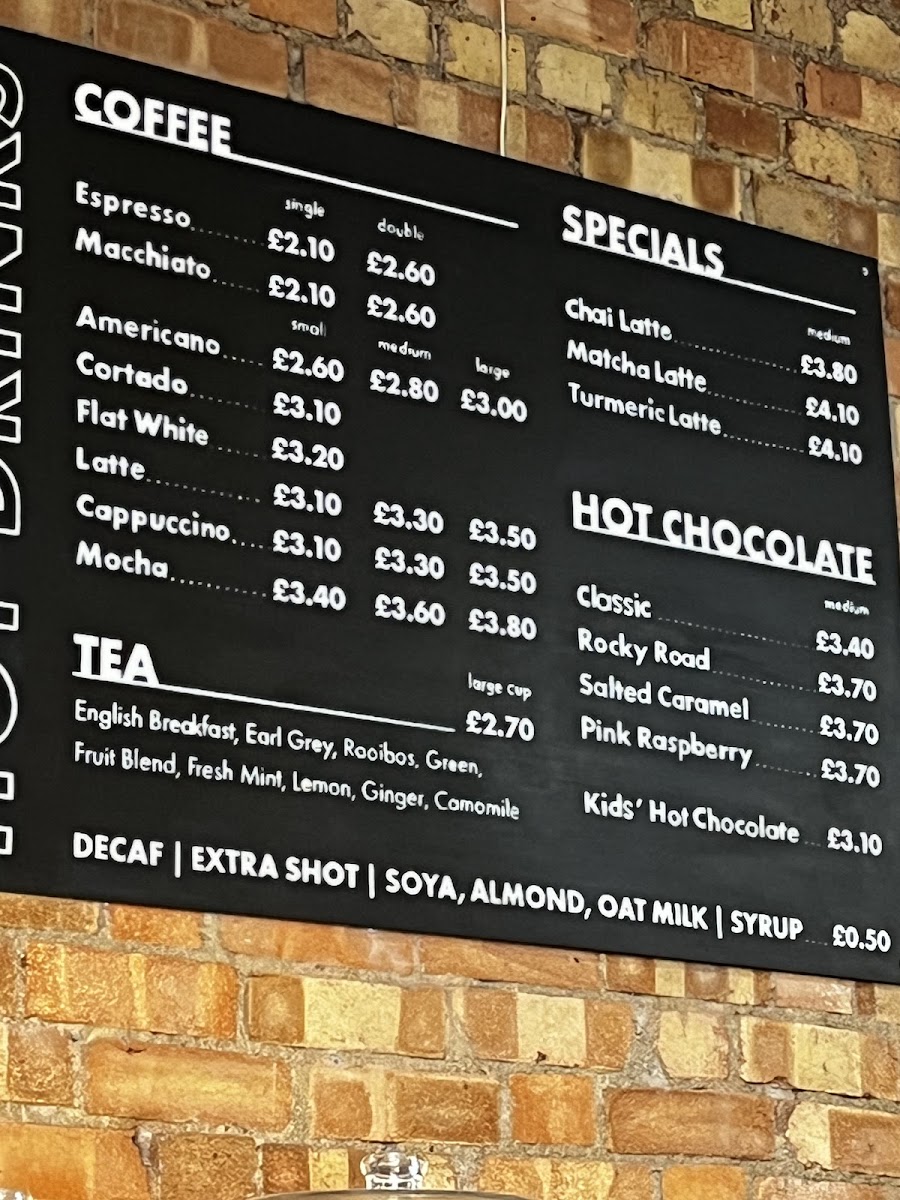 HOT DRINKS
COFFEE
single double
Espresso £2.10 £2.60
Macchiato £2.10 £2.60
small medium large
Americano £2.60 £2.80 £3.00
Cortado £3.10
Flat White £3.20
Latte £3.10 £3.30 £3.50
Cappuccino £3.10 £3.30 £3.50
Mocha £3.40 £3.60 £3.80
TEA
large cup
£2.70
English Breakfast, Earl Grey, Rooibos, Green,
Fruit Blend, Fresh Mint, Lemon, Ginger, Camomile
SPECIALS
medium
Chai Latte £3.80
Matcha Latte £4.10
Turmeric Latte £4.10
HOT CHOCOLATE
medium
Classic £3.40
Rocky Road £3.70
Salted Caramel £3.70
Pink Raspberry £3.70
Kids' Hot Chocolate £3.10
DECAF | EXTRA SHOT | SOYA, ALMOND, OAT MILK | SYRUP £0.50